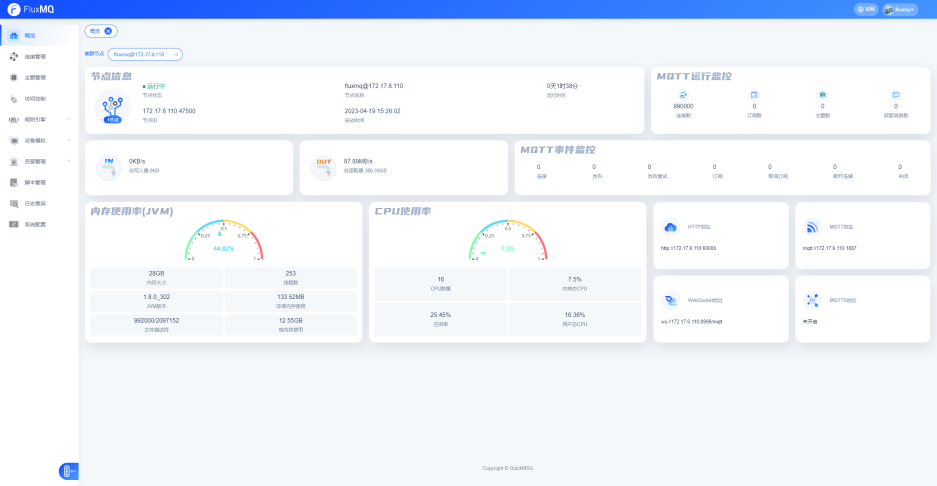 FluxMQ
官网
fluxmq
概览
连接管理
主题管理
访问控制
规则引擎
设备模拟
告警管理
脚本管理
日志查询
系统配置
概览
集群节点
fluxmq@172.17.6.110
节点信息
1节点
运行中
节点状态
fluxmq@172.17.6.110
节点名称
0天1时38分
运行时长
172.17.6.110:47500
节点ID
2023-04-19 15:26:02
启动时间
MQTT运行监控
990000
连接数
0
订阅数
0
主题数
0
保留消息数
IN
0KB/s
总写入量 0KB
OUT
87.89MB/s
总读取量 386.59GB
MQTT事件监控
0
连接
0
发布
0
发布重试
0
订阅
0
取消订阅
0
断开连接
0
关闭
内存使用率(JVM)
0
0.25
0.5
0.75
1
44.82%
28GB
内存大小
253
线程数
1.8.0_302
JVM版本
133.52MB
非堆内存使用
992000/2097152
文件描述符
12.55GB
堆内存使用
CPU使用率
0
0.25
0.5
0.75
1
7.5%
16
CPU数量
7.5%
内核态CPU
25.45%
空闲率
16.36%
用户态CPU
HTTP地址
http://172.17.6.110:60000
MQTT地址
mqtt://172.17.6.110:1887
WebSocket地址
ws://172.17.6.110:8999/mqtt
MQTTS地址
未开启